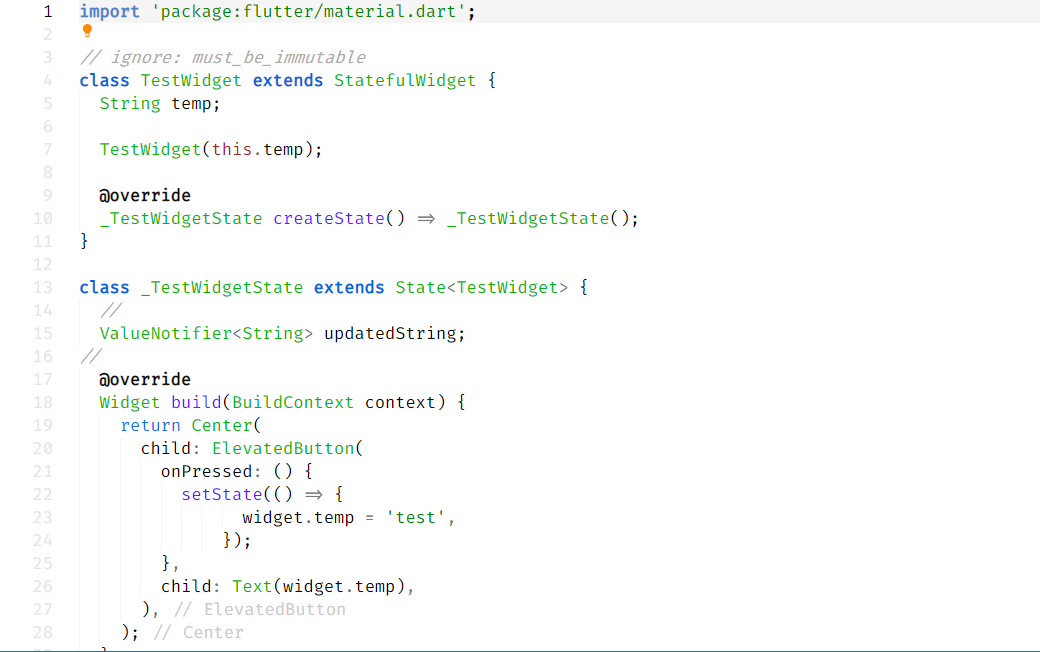 1 import 'package:flutter/material.dart';
2
3 // ignore: must_be_immutable
4 class TestWidget extends StatefulWidget {
5   String temp;
6
7   TestWidget(this.temp);
8
9   @override
10   _TestWidgetState createState() => _TestWidgetState();
11 }
12
13 class _TestWidgetState extends State<TestWidget> {
14   //
15   ValueNotifier<String> updatedString;
16 //
17   @override
18   Widget build(BuildContext context) {
19     return Center(
20       child: ElevatedButton(
21         onPressed: () {
22           setState(() => {
23                 widget.temp = 'test',
24               });
25         },
26         child: Text(widget.temp),
27       ), // ElevatedButton
28     ); // Center